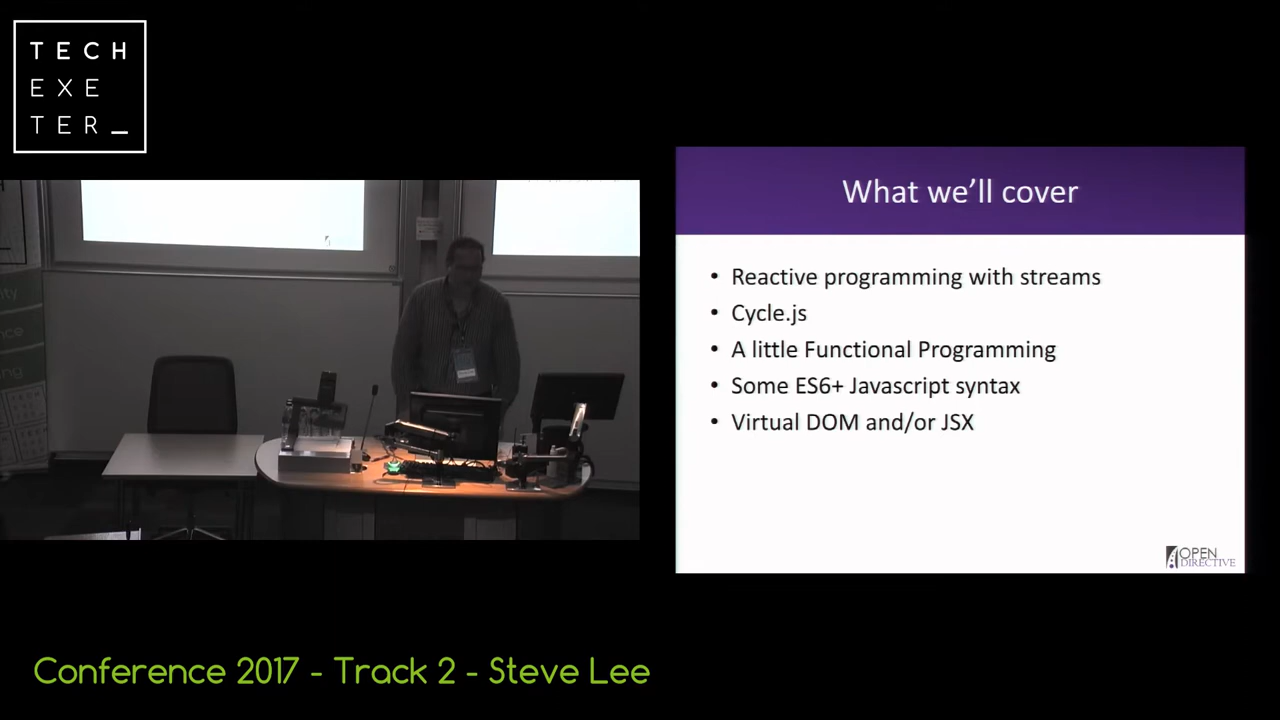 TECH
EXE
TER_
What we'll cover
• Reactive programming with streams
• Cycle.js
• A little Functional Programming
• Some ES6+ Javascript syntax
• Virtual DOM and/or JSX
OPEN
DIRECTIVE
Conference 2017 - Track 2 - Steve Lee